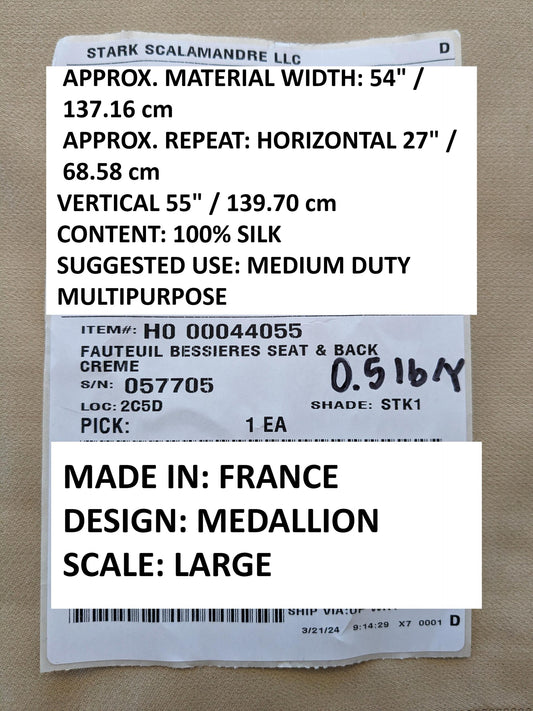 STARK SCALAMANDRE LLC D
APPROX. MATERIAL WIDTH: 54" /
137.16 cm
APPROX. REPEAT: HORIZONTAL 27" /
68.58 cm
VERTICAL 55" / 139.70 cm
CONTENT: 100% SILK
SUGGESTED USE: MEDIUM DUTY
MULTIPURPOSE
ITEM#: H0 00044055
FAUTEUIL BESSIERES SEAT & BACK
CREME
S/N: 057705
0.5 lb/Y
LOC: 2C5D SHADE: STK1
PICK: 1 EA
MADE IN: FRANCE
DESIGN: MEDALLION
SCALE: LARGE
SHIP VIA:
3/21/24 9:14:29 X7 0001 D